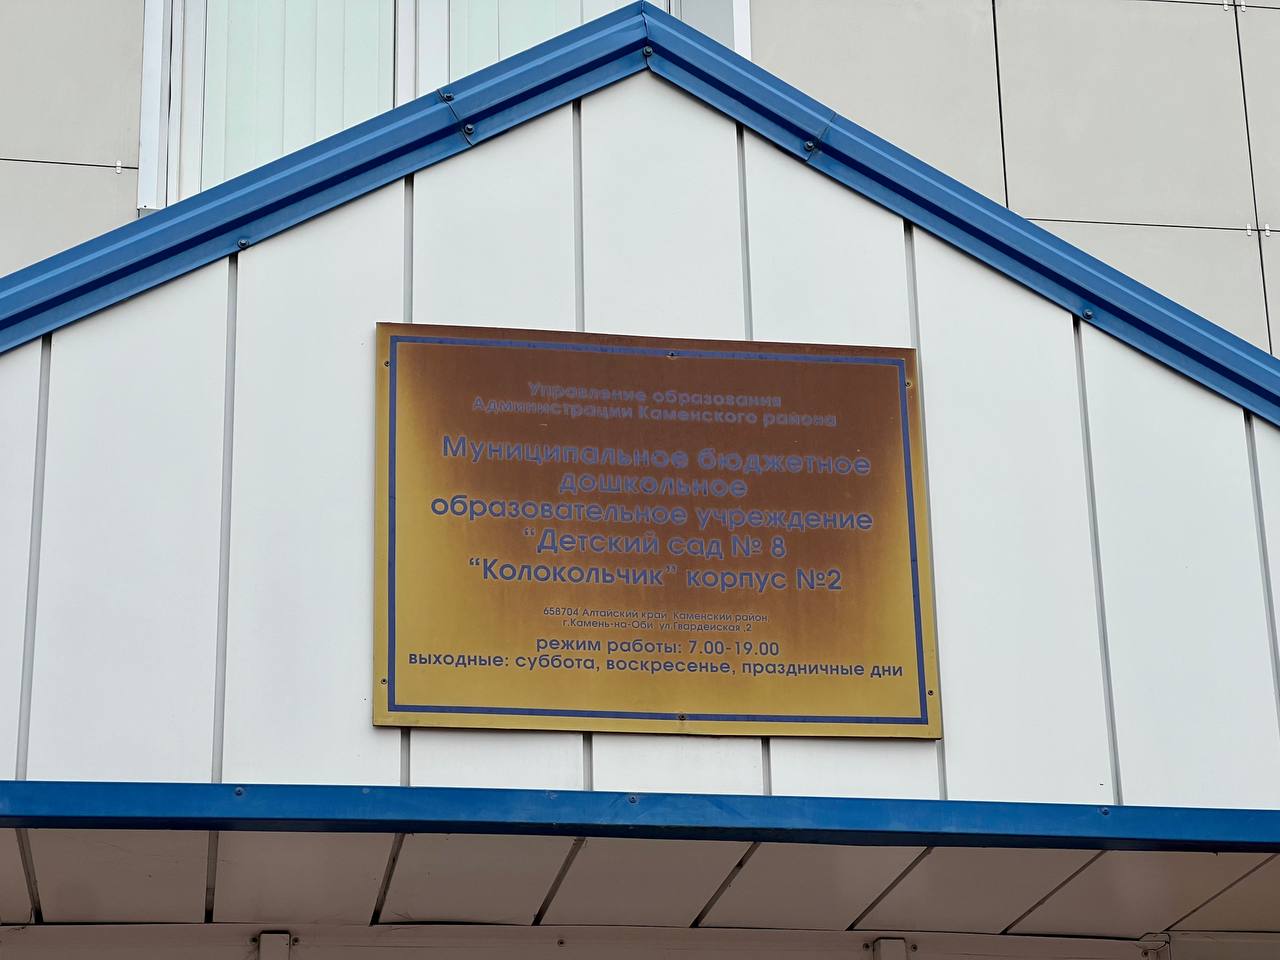 Управление образования
Администрации Каменского района
Муниципальное бюджетное
дошкольное
образовательное учреждение
“Детский сад № 8
“Колокольчик” корпус №2
658704 Алтайский край, Каменский район,
г.Камень-на-Оби, ул.Гвардейская ,2
режим работы: 7.00-19.00
выходные: суббота, воскресенье, праздничные дни